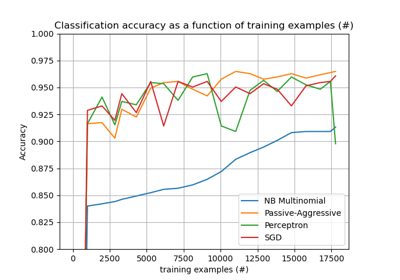 Classification accuracy as a function of training examples (#)
1.000
0.975
0.950
0.925
0.900
0.875
0.850
0.825
0.800
Accuracy
NB Multinomial
Passive-Aggressive
Perceptron
SGD
0 2500 5000 7500 10000 12500 15000 17500
training examples (#)